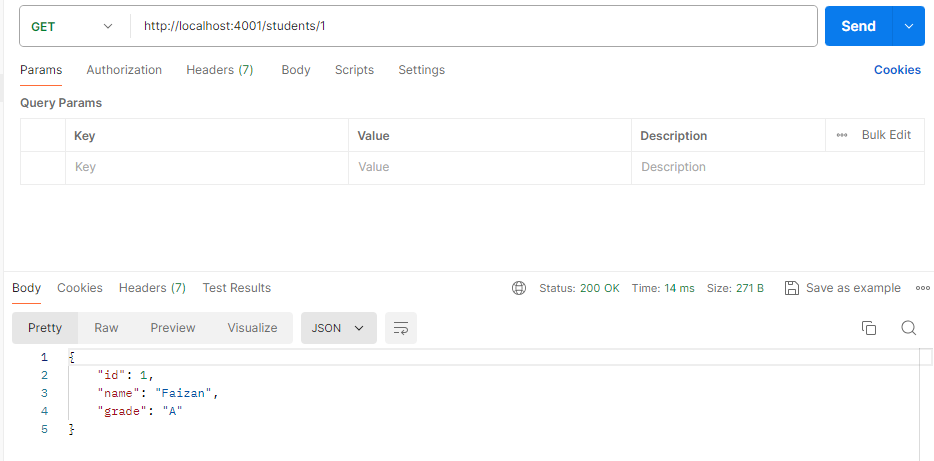 GET http://localhost:4001/students/1 Send
Params Authorization Headers (7) Body Scripts Settings Cookies
Query Params
Key Value Description Bulk Edit
Key Value Description
Body Cookies Headers (7) Test Results Status: 200 OK Time: 14 ms Size: 271 B Save as example
Pretty Raw Preview Visualize JSON
1 {
2 "id": 1,
3 "name": "Faizan",
4 "grade": "A"
5 }